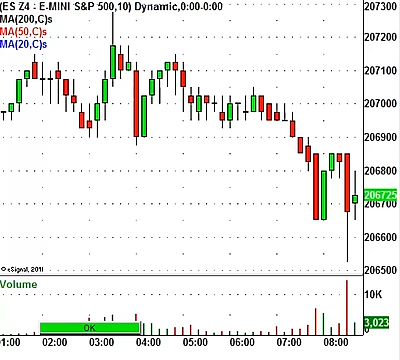 (ES Z4 - E-MINI S&P 500,10) Dynamic,0:00-0:00
MA(200,C)s
MA(50,C)s
MA(20,C)s
207300
207200
207100
207000
206900
206800
206725
206700
206600
206500
© eSignal, 2011
Volume
10K
3,023
OK
01:00 02:00 03:00 04:00 05:00 06:00 07:00 08:00